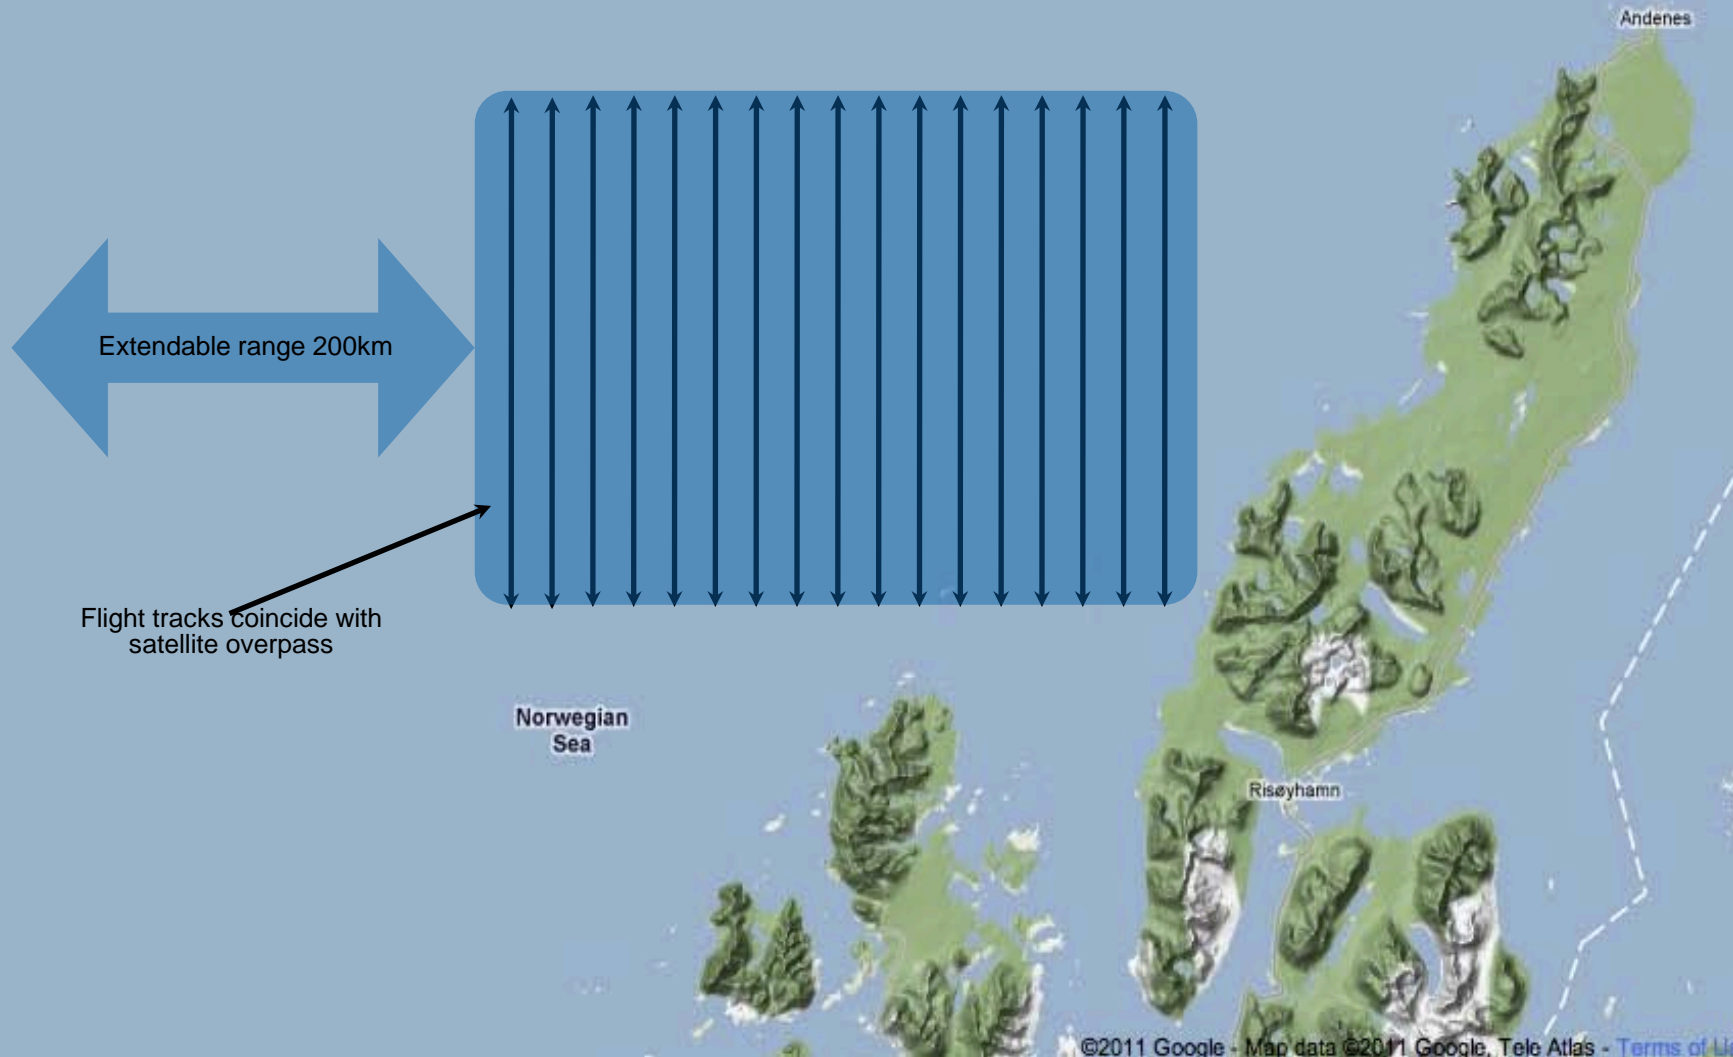 Andenes
Extendable range 200km
Flight tracks coincide with
satellite overpass
Norwegian
Sea
Risøyhamn
©2011 Google - Map data ©2011 Google, Tele Atlas - Terms of U